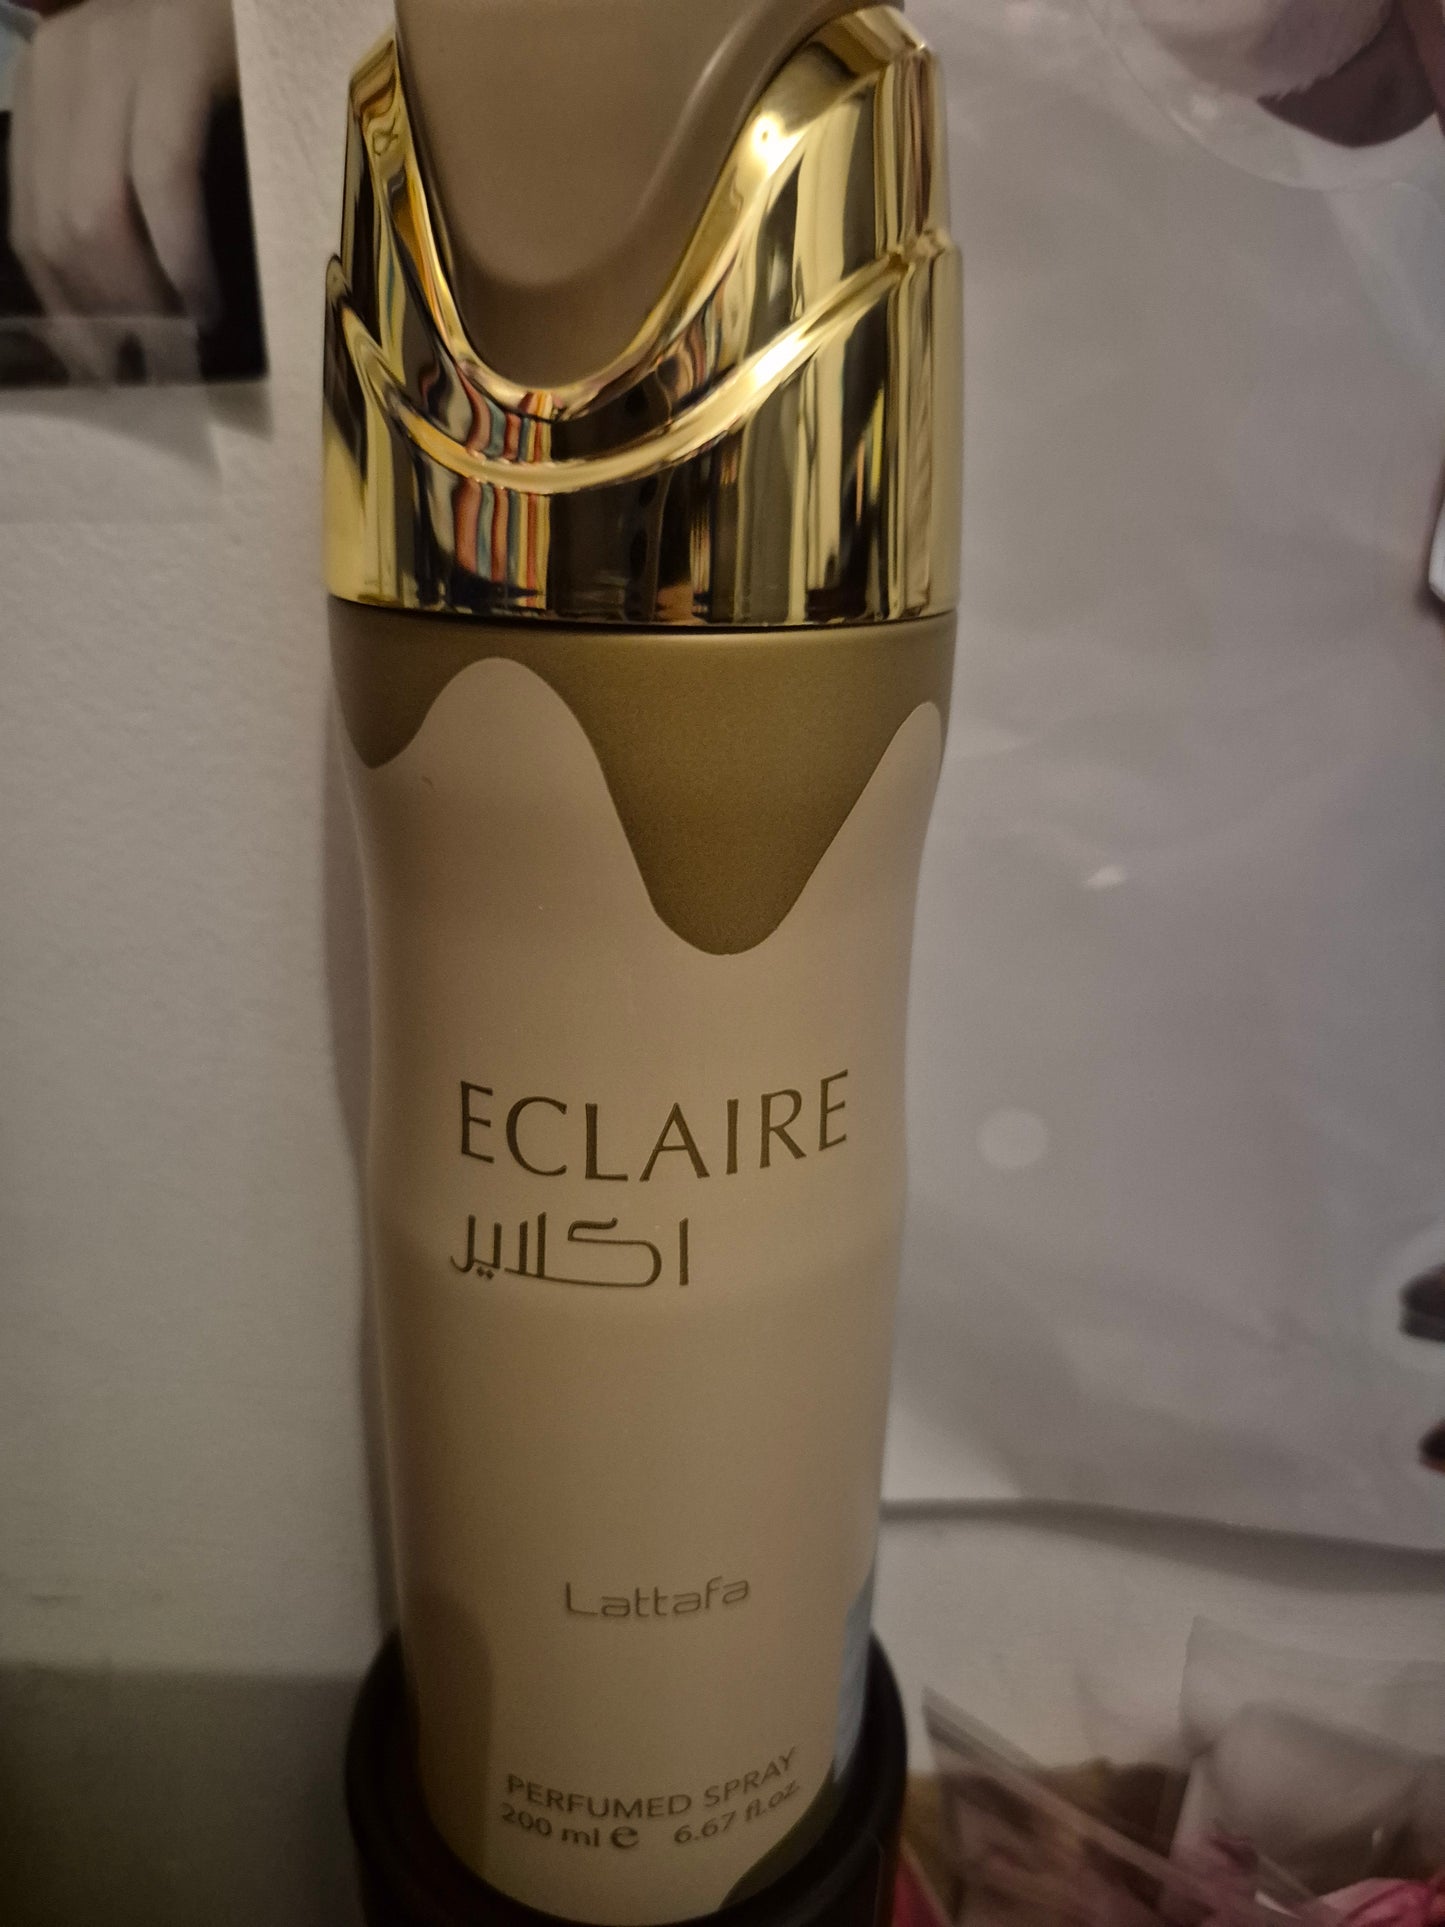 ECLAIRE
اكلاير
Lattafa
PERFUMED SPRAY
200 ml e 6.67 fl.oz.